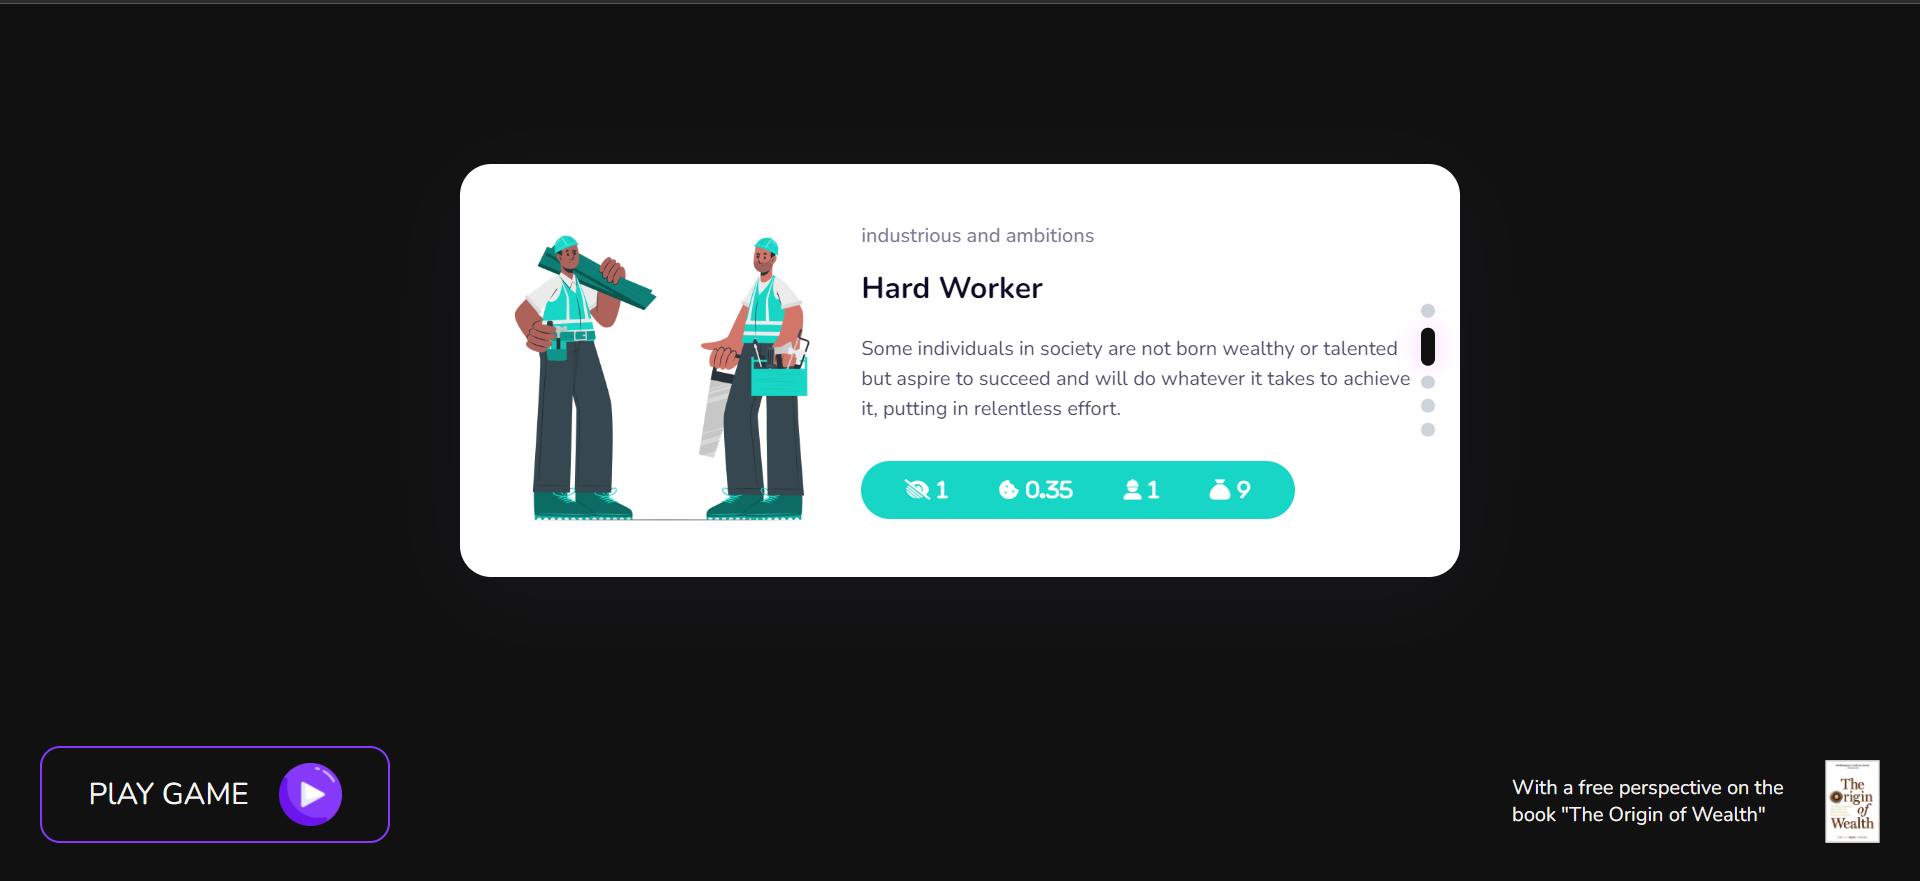 industrious and ambitions
Hard Worker
Some individuals in society are not born wealthy or talented
but aspire to succeed and will do whatever it takes to achieve
it, putting in relentless effort.
1 0.35 1 9
PlAY GAME
With a free perspective on the
book "The Origin of Wealth"
The
Origin
of
Wealth